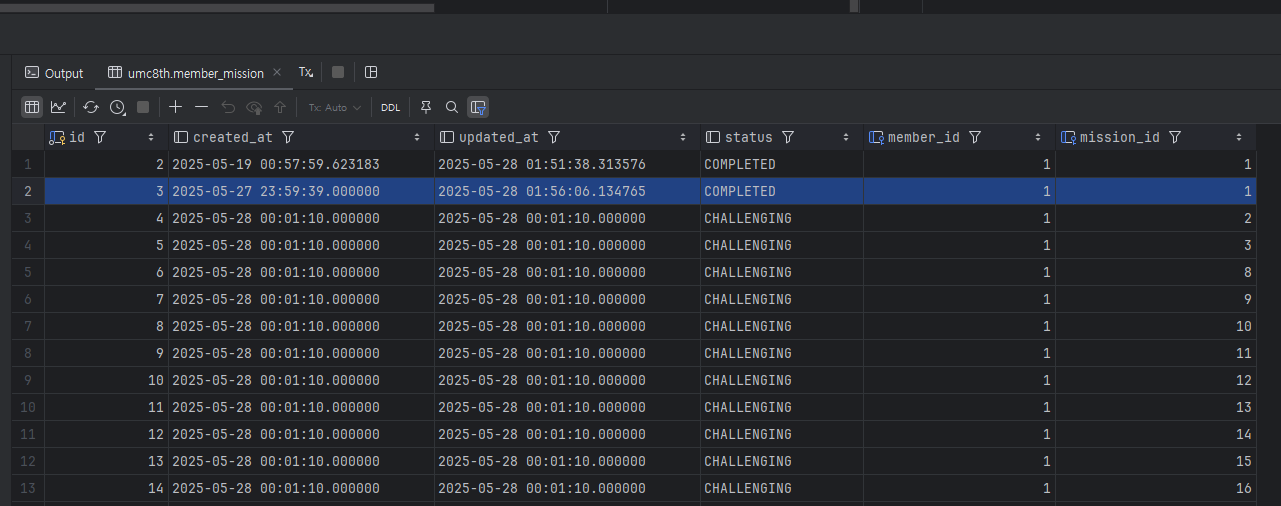 Output umc8th.member_mission × Tx
Tx: Auto DDL
id created_at updated_at status member_id mission_id
1 2 2025-05-19 00:57:59.623183 2025-05-28 01:51:38.313576 COMPLETED 1 1
2 3 2025-05-27 23:59:39.000000 2025-05-28 01:56:06.134765 COMPLETED 1 1
3 4 2025-05-28 00:01:10.000000 2025-05-28 00:01:10.000000 CHALLENGING 1 2
4 5 2025-05-28 00:01:10.000000 2025-05-28 00:01:10.000000 CHALLENGING 1 3
5 6 2025-05-28 00:01:10.000000 2025-05-28 00:01:10.000000 CHALLENGING 1 8
6 7 2025-05-28 00:01:10.000000 2025-05-28 00:01:10.000000 CHALLENGING 1 9
7 8 2025-05-28 00:01:10.000000 2025-05-28 00:01:10.000000 CHALLENGING 1 10
8 9 2025-05-28 00:01:10.000000 2025-05-28 00:01:10.000000 CHALLENGING 1 11
9 10 2025-05-28 00:01:10.000000 2025-05-28 00:01:10.000000 CHALLENGING 1 12
10 11 2025-05-28 00:01:10.000000 2025-05-28 00:01:10.000000 CHALLENGING 1 13
11 12 2025-05-28 00:01:10.000000 2025-05-28 00:01:10.000000 CHALLENGING 1 14
12 13 2025-05-28 00:01:10.000000 2025-05-28 00:01:10.000000 CHALLENGING 1 15
13 14 2025-05-28 00:01:10.000000 2025-05-28 00:01:10.000000 CHALLENGING 1 16